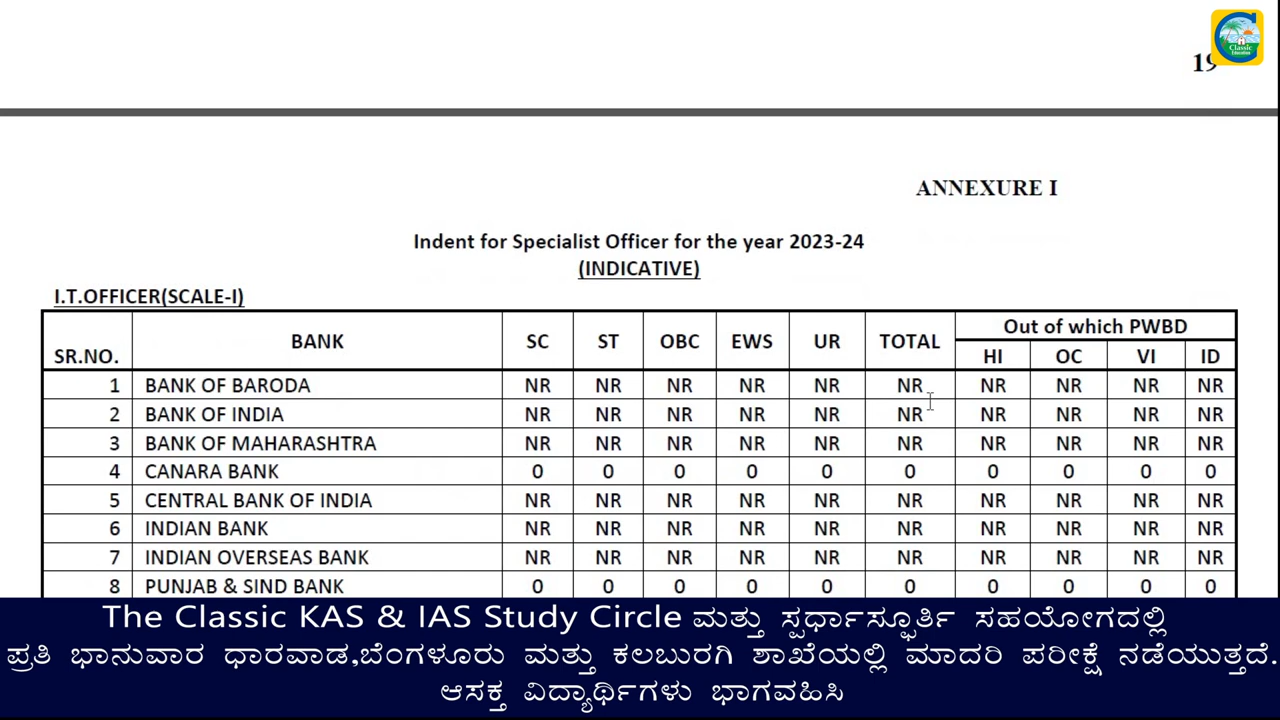 Classic
Education
19
ANNEXURE I
Indent for Specialist Officer for the year 2023-24
(INDICATIVE)
I.T.OFFICER(SCALE-I)
SR.NO. BANK SC ST OBC EWS UR TOTAL Out of which PWBD
HI OC VI ID
1 BANK OF BARODA NR NR NR NR NR NR NR NR NR NR
2 BANK OF INDIA NR NR NR NR NR NR NR NR NR NR
3 BANK OF MAHARASHTRA NR NR NR NR NR NR NR NR NR NR
4 CANARA BANK 0 0 0 0 0 0 0 0 0 0
5 CENTRAL BANK OF INDIA NR NR NR NR NR NR NR NR NR NR
6 INDIAN BANK NR NR NR NR NR NR NR NR NR NR
7 INDIAN OVERSEAS BANK NR NR NR NR NR NR NR NR NR NR
8 PUNJAB & SIND BANK 0 0 0 0 0 0 0 0 0 0
The Classic KAS & IAS Study Circle ಮತ್ತು ಸ್ಪರ್ಧಾಸ್ಫೂರ್ತಿ ಸಹಯೋಗದಲ್ಲಿ
ಪ್ರತಿ ಭಾನುವಾರ ಧಾರವಾಡ,ಬೆಂಗಳೂರು ಮತ್ತು ಕಲಬುರಗಿ ಶಾಖೆಯಲ್ಲಿ ಮಾದರಿ ಪರೀಕ್ಷೆ ನಡೆಯುತ್ತದೆ.
ಆಸಕ್ತ ವಿದ್ಯಾರ್ಥಿಗಳು ಭಾಗವಹಿಸಿ